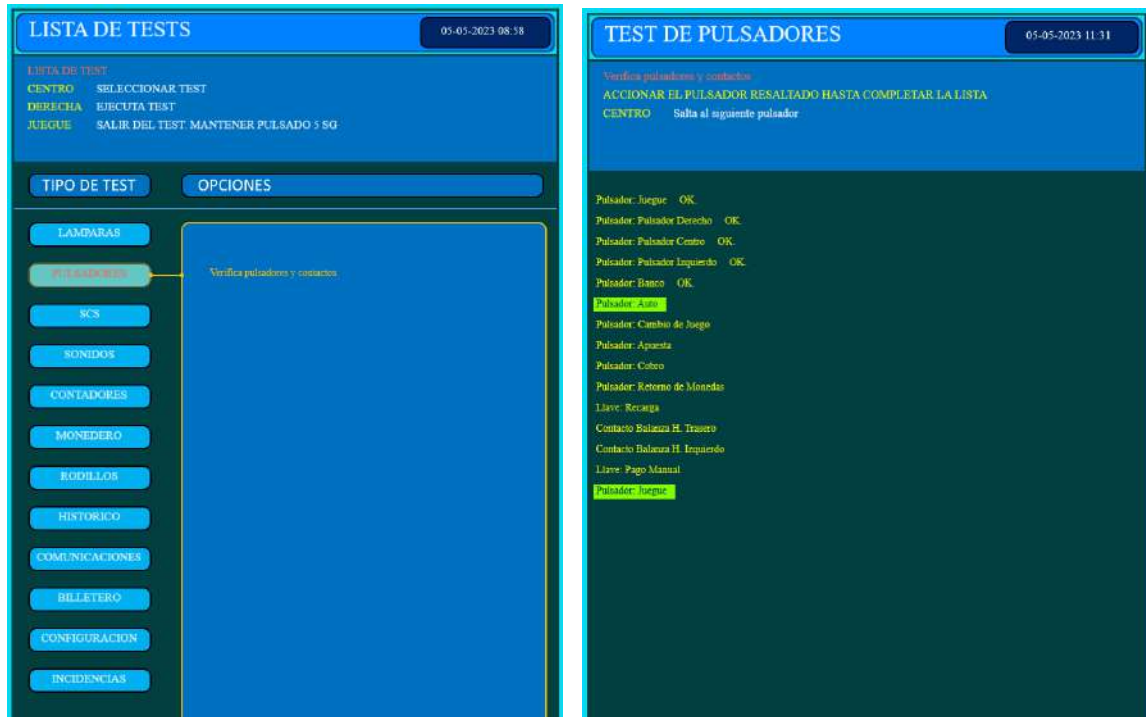 LISTA DE TESTS
05-05-2023 08:58
LISTA DE TEST
CENTRO SELECCIONAR TEST
DERECHA EJECUTA TEST
JUEGUE SALIR DEL TEST. MANTENER PULSADO 5 SG
TIPO DE TEST OPCIONES
LAMPARAS
PULSADORES
Verifica pulsadores y contactos
SCS
SONIDOS
CONTADORES
MONEDERO
RODILLOS
HISTORICO
COMUNICACIONES
BILLETERO
CONFIGURACION
INCIDENCIAS
TEST DE PULSADORES
05-05-2023 11:31
Verifica pulsadores y contactos
ACCIONAR EL PULSADOR RESALTADO HASTA COMPLETAR LA LISTA
CENTRO Salta al siguiente pulsador
Pulsador: Juegue OK.
Pulsador: Pulsador Derecho OK.
Pulsador: Pulsador Centro OK.
Pulsador: Pulsador Izquierdo OK.
Pulsador: Banco OK.
Pulsador: Auto
Pulsador: Cambio de Juego
Pulsador: Apuesta
Pulsador: Cobro
Pulsador: Retorno de Monedas
Llave: Recarga
Contacto Balanza H. Trasero
Contacto Balanza H. Izquierdo
Llave: Pago Manual
Pulsador: Juegue